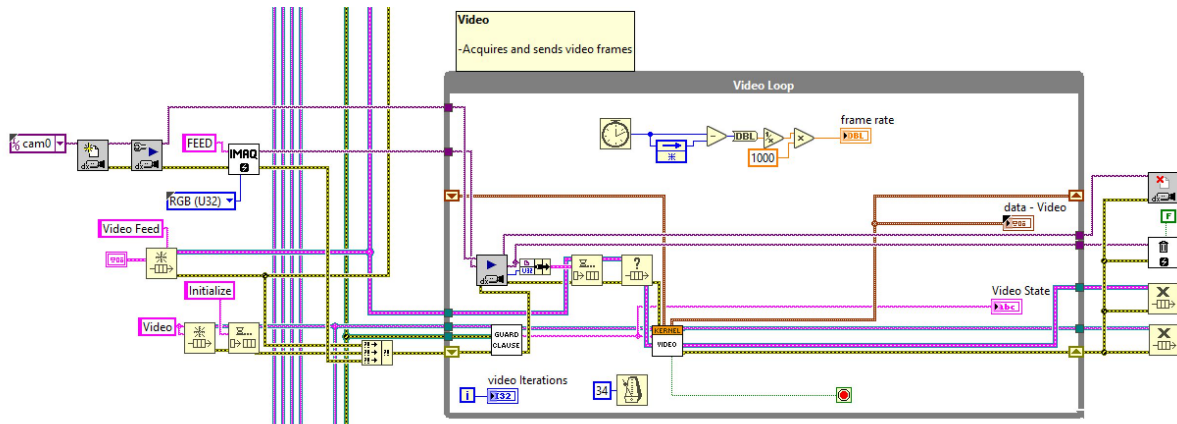 Video
-Acquires and sends video frames
Video Loop
frame rate
DBL
DBL
1000
cam0
FEED
IMAQ
RGB (U32)
data - Video
Video Feed
F
U32
Initialize
Video State
abc
Video
GUARD
CLAUSE
KERNEL
VIDEO
video Iterations
i
I32
34